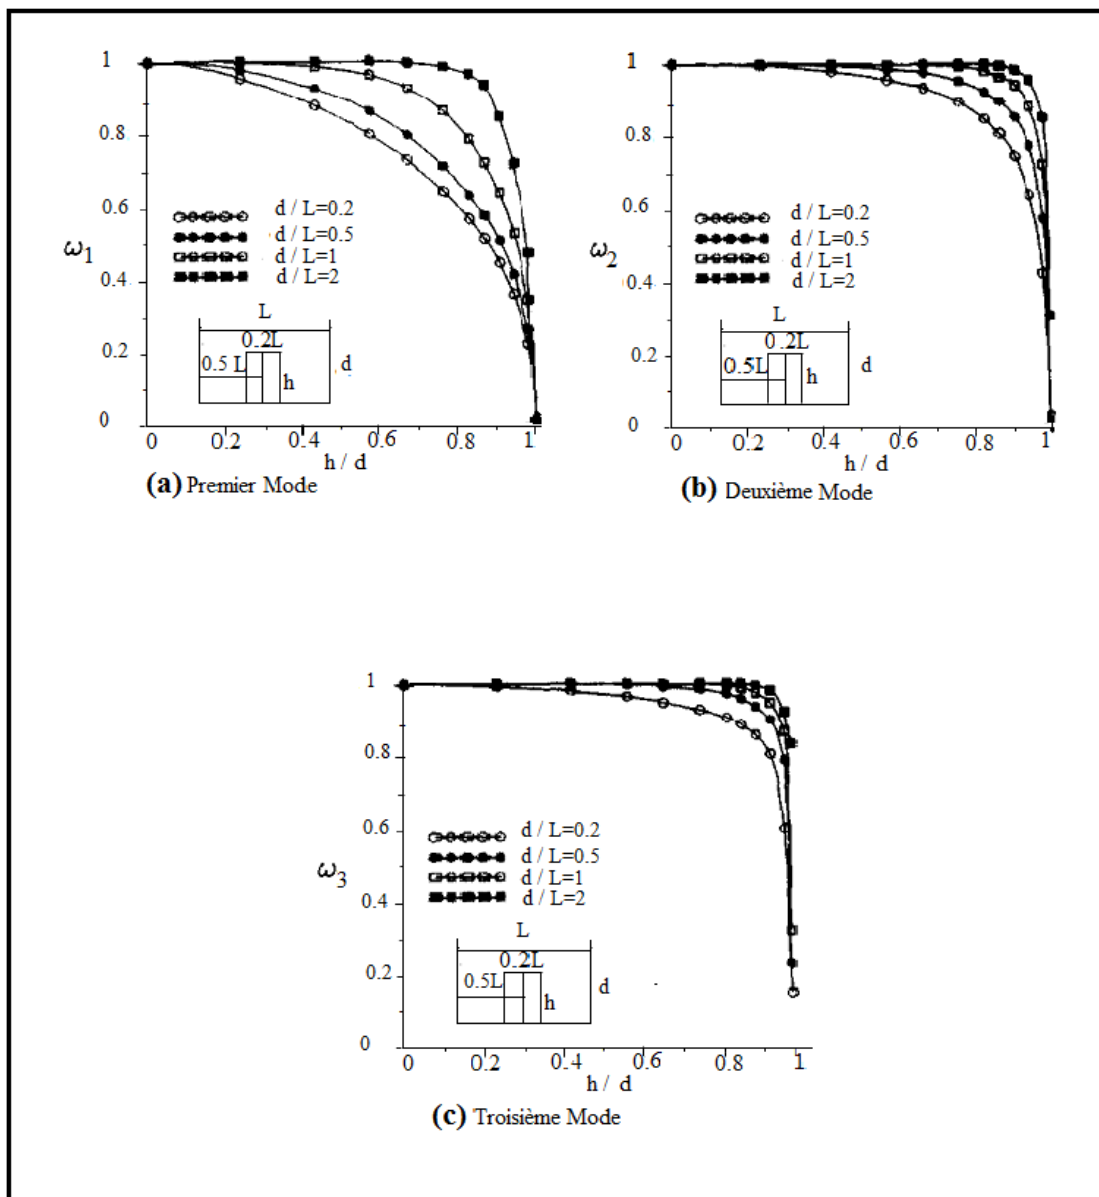 1
0.8
0.6
0.4
0.2
0
ω1
d / L=0.2
d / L=0.5
d / L=1
d / L=2
L
0.2L
0.5 L
d
h
0 0.2 0.4 0.6 0.8 1
h / d
(a) Premier Mode
1
0.8
0.6
0.4
0.2
0
ω2
d / L=0.2
d / L=0.5
d / L=1
d / L=2
L
0.2L
0.5L
d
h
0 0.2 0.4 0.6 0.8 1
h / d
(b) Deuxième Mode
1
0.8
0.6
0.4
0.2
0
ω3
d / L=0.2
d / L=0.5
d / L=1
d / L=2
L
0.2L
0.5L
d
h
0 0.2 0.4 0.6 0.8 1
h / d
(c) Troisième Mode